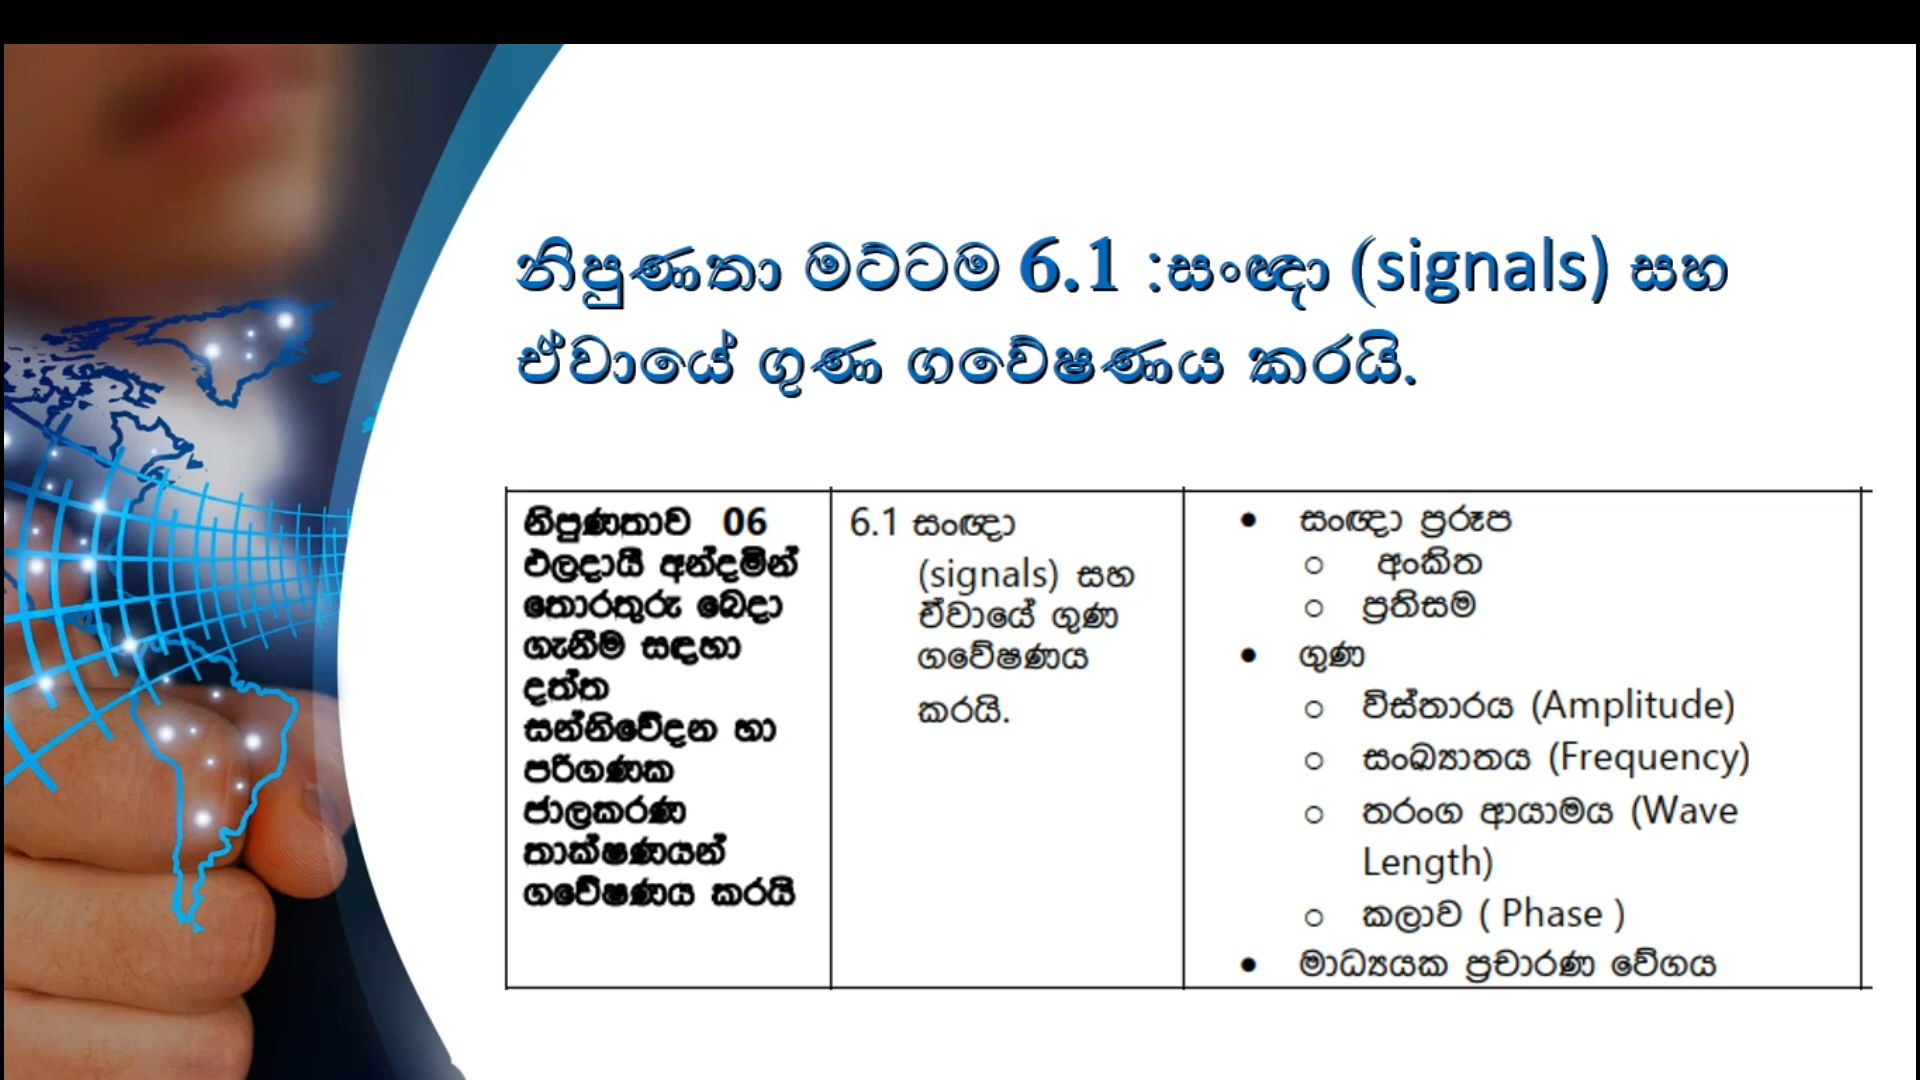 නිපුණතා මට්ටම 6.1 :සංඥා (signals) සහ
ඒවායේ ගුණ ගවේෂණය කරයි.
නිපුණතාව 06
ඵලදායී අන්දමින්
තොරතුරු බෙදා
ගැනීම සඳහා
දත්ත
සන්නිවේදන හා
පරිගණක
ජාලකරණ
තාක්ෂණයන්
ගවේෂණය කරයි
6.1 සංඥා
(signals) සහ
ඒවායේ ගුණ
ගවේෂණය
කරයි.
• සංඥා ප්‍රරූප
○ අංකිත
○ ප්‍රතිසම
• ගුණ
○ විස්තාරය (Amplitude)
○ සංඛ්‍යාතය (Frequency)
○ තරංග ආයාමය (Wave
Length)
○ කලාව ( Phase )
• මාධ්‍යයක ප්‍රචාරණ වේගය